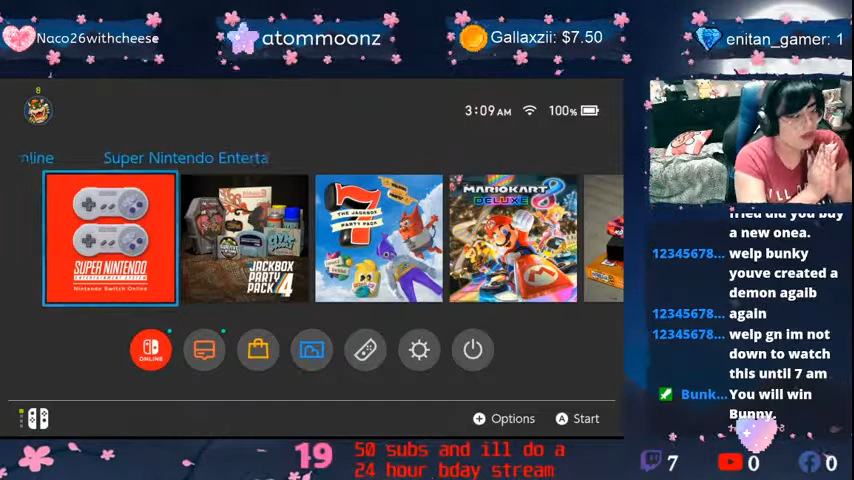 Naco26withcheese
atommoonz
Gallaxzii: $7.50
enitan_gamer: 1
8
3:09 AM
100%
nline
Super Nintendo Enterta
SUPER NINTENDO
ENTERTAINMENT SYSTEM
Nintendo Switch Online
JACKBOX
PARTY PACK 4
7
THE JACKBOX
PARTY PACK
MARIOKART
8
DELUXE
ONLINE
Options
Start
fried did you buy
a new onea.
12345678... welp bunky
youve created a
demon agaib
12345678... again
12345678... welp gn im not
down to watch
this until 7 am
Bunk... You will win
Bunny.
19
50 subs and ill do a
24 hour bday stream
7
0
0